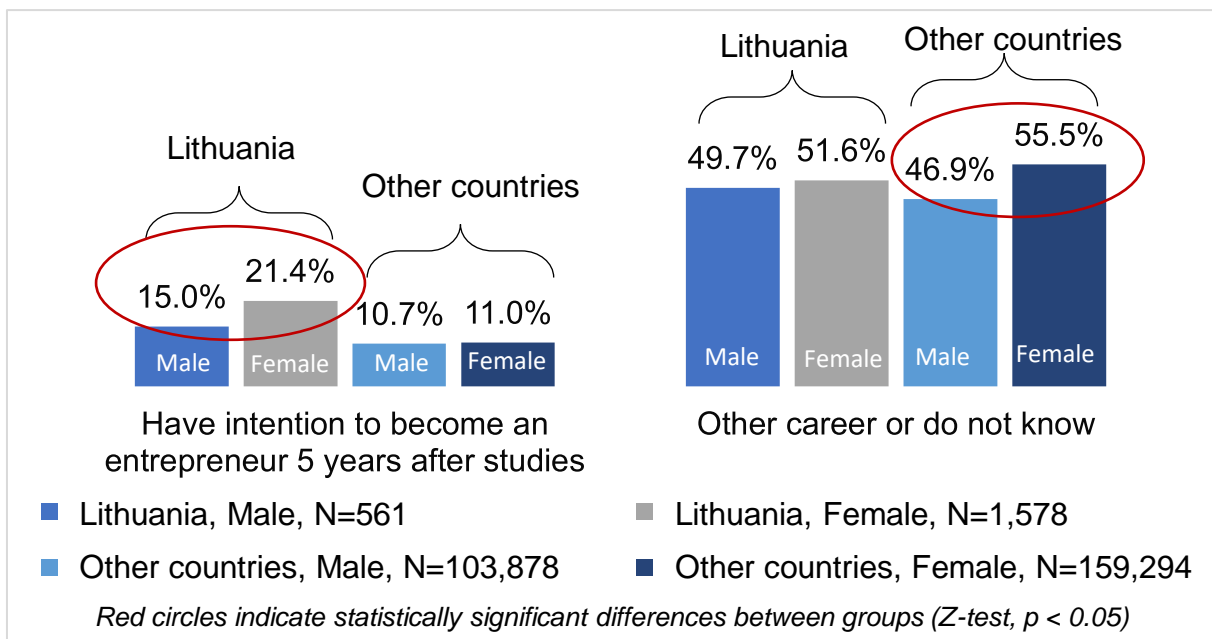 Lithuania
Other countries
15.0%
21.4%
10.7%
11.0%
Male
Female
Male
Female
Have intention to become an
entrepreneur 5 years after studies
Lithuania
Other countries
49.7%
51.6%
46.9%
55.5%
Male
Female
Male
Female
Other career or do not know
Lithuania, Male, N=561
Lithuania, Female, N=1,578
Other countries, Male, N=103,878
Other countries, Female, N=159,294
Red circles indicate statistically significant differences between groups (Z-test, p < 0.05)